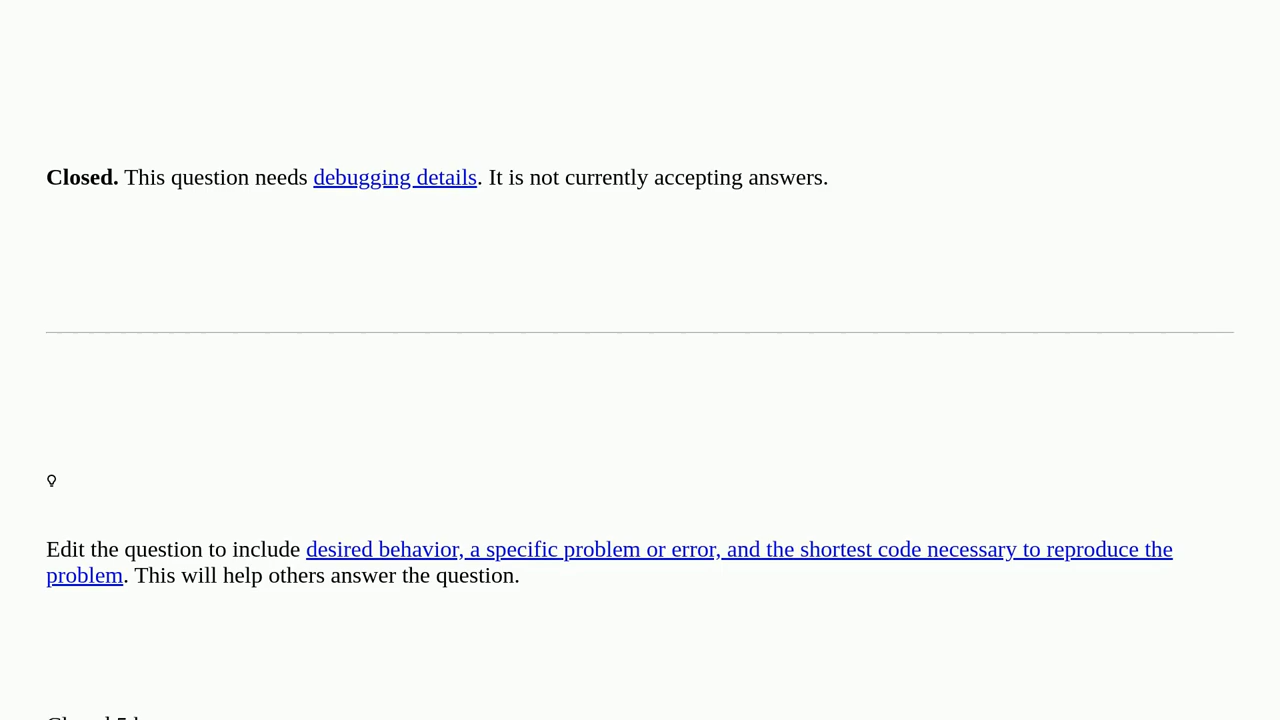 Closed. This question needs debugging details. It is not currently accepting answers.
Edit the question to include desired behavior, a specific problem or error, and the shortest code necessary to reproduce the
problem. This will help others answer the question.